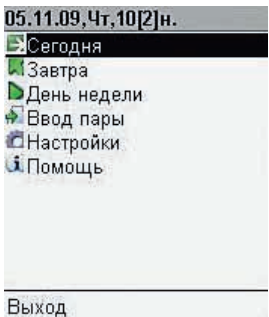 05.11.09,Чт,10[2]н.
Сегодня
Завтра
День недели
Ввод пары
Настройки
Помощь
Выход